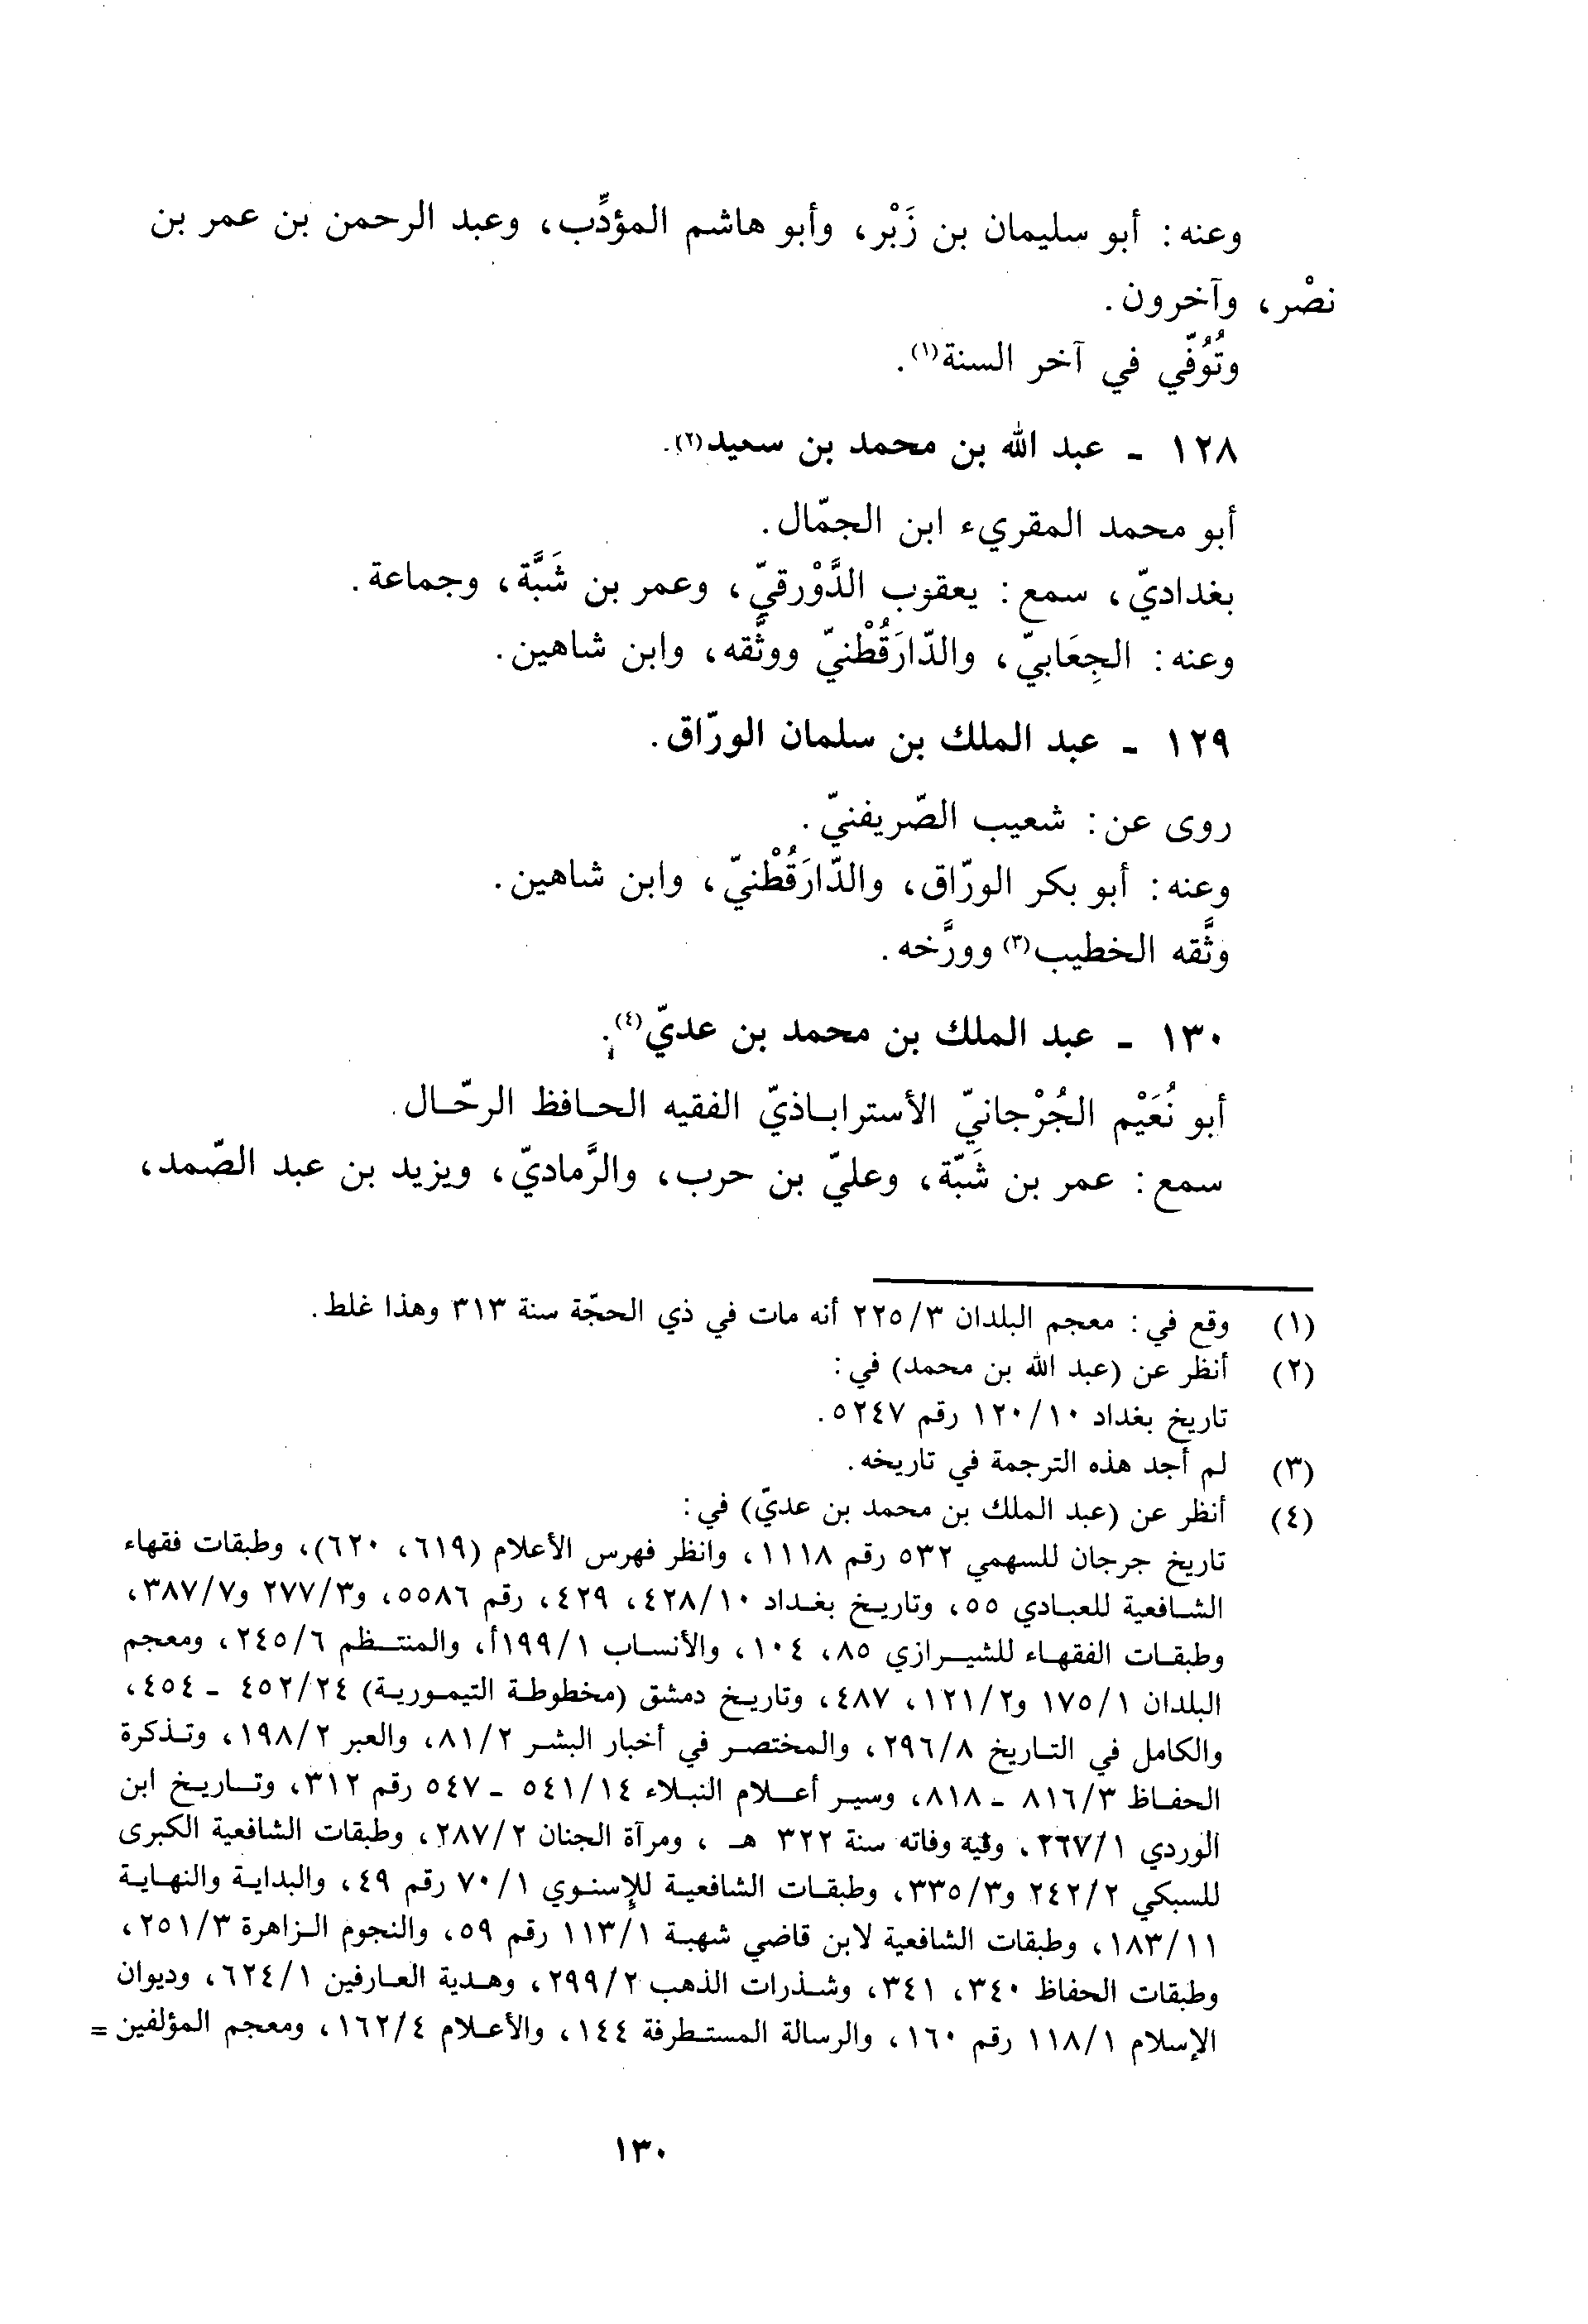 وعنه: أبو سليمان بن زَبْر، وأبو هاشم المؤدِّب، وعبد الرحمن بن عمر بن
نصْر، وآخرون.
وتُوُفّي في آخر السنة(١).
١٢٨ - عبد الله بن محمد بن سعيد(٢).
أبو محمد المقريء ابن الجمّال.
بغداديّ، سمع: يعقوب الدَّوْرقيّ، وعمر بن شَبَّة، وجماعة.
وعنه: الجِعَابيّ، والدّارَقُطْنيّ ووثَّقه، وابن شاهين.
١٢٩ - عبد الملك بن سلمان الورّاق.
روى عن: شعيب الصّريفنيّ.
وعنه: أبو بكر الورّاق، والدّارَقُطْنيّ، وابن شاهين.
وثَّقه الخطيب(٣) وورَّخه.
١٣٠ - عبد الملك بن محمد بن عديّ(٤).
أبو نُعَيْم الجُرْجانيّ الأستراباذيّ الفقيه الحافظ الرحّال.
سمع: عمر بن شَبّة، وعليّ بن حرب، والرَّماديّ، ويزيد بن عبد الصّمد،
(١) وقع في: معجم البلدان ٢٢٥/٣ أنه مات في ذي الحجّة سنة ٣١٣ وهذا غلط.
(٢) أنظر عن (عبد الله بن محمد) في:
تاريخ بغداد ١٢٠/١٠ رقم ٥٢٤٧.
(٣) لم أجد هذه الترجمة في تاريخه.
(٤) أنظر عن (عبد الملك بن محمد بن عديّ) في:
تاريخ جرجان للسهمي ٥٣٢ رقم ١١١٨، وانظر فهرس الأعلام (٦١٩، ٦٢٠)، وطبقات فقهاء
الشافعية للعبادي ٥٥، وتاريخ بغداد ٤٢٨/١٠، ٤٢٩، رقم ٥٥٨٦، و٢٧٧/٣ و٣٨٧/٧،
وطبقات الفقهاء للشيرازي ٨٥، ١٠٤، والأنساب ١٩٩/١أ، والمنتظم ٢٤٥/٦، ومعجم
البلدان ١٧٥/١ و١٢١/٢، ٤٨٧، وتاريخ دمشق (مخطوطة التيمورية) ٤٥٢/٢٤ - ٤٥٤،
والكامل في التاريخ ٢٩٦/٨، والمختصر في أخبار البشر ٨١/٢، والعبر ١٩٨/٢، وتذكرة
الحفاظ ٨١٦/٣ - ٨١٨، وسير أعلام النبلاء ٥٤١/١٤ - ٥٤٧ رقم ٣١٢، وتاريخ ابن
الوردي ٢٦٧/١، وفية وفاته سنة ٣٢٢ هـ ، ومرآة الجنان ٢٨٧/٢، وطبقات الشافعية الكبرى
للسبكي ٢٤٢/٢ و٣٣٥/٣، وطبقات الشافعية للإسنوي ٧٠/١ رقم ٤٩، والبداية والنهاية
١٨٣/١١، وطبقات الشافعية لابن قاضي شهبة ١١٣/١ رقم ٥٩، والنجوم الزاهرة ٢٥١/٣،
وطبقات الحفاظ ٣٤٠، ٣٤١، وشذرات الذهب ٢٩٩/٢، وهدية العارفين ٦٢٤/١، وديوان
الإسلام ١١٨/١ رقم ١٦٠، والرسالة المستطرفة ١٤٤، والأعلام ١٦٢/٤، ومعجم المؤلفين =
١٣٠